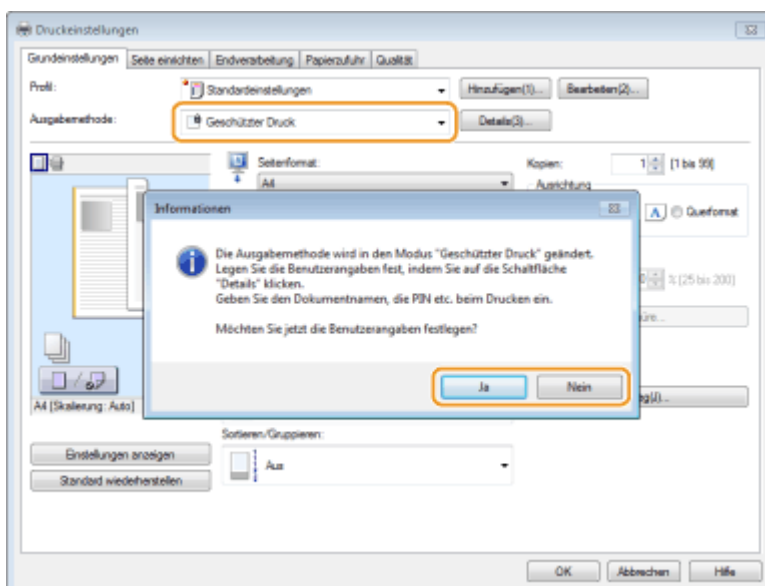 Druckeinstellungen
Grundeinstellungen Seite einrichten Endverarbeitung Papierzufuhr Qualität
Profil: Standardeinstellungen Hinzufügen(1)... Bearbeiten(2)...
Ausgabemethode: Geschützter Druck Details(3)...
Seitenformat: Kopien: 1 [1 bis 99]
A4 Ausrichtung
Informationen
A Querformat
Die Ausgabemethode wird in den Modus "Geschützter Druck" geändert.
Legen Sie die Benutzerangaben fest, indem Sie auf die Schaltfläche
"Details" klicken.
Geben Sie den Dokumentnamen, die PIN etc. beim Drucken ein.
% [25 bis 200]
Möchten Sie jetzt die Benutzerangaben festlegen?
Ja Nein
A4 [Skalierung: Auto]
Sortieren/Gruppieren:
Einstellungen anzeigen
Aus
Standard wiederherstellen
OK Abbrechen Hilfe